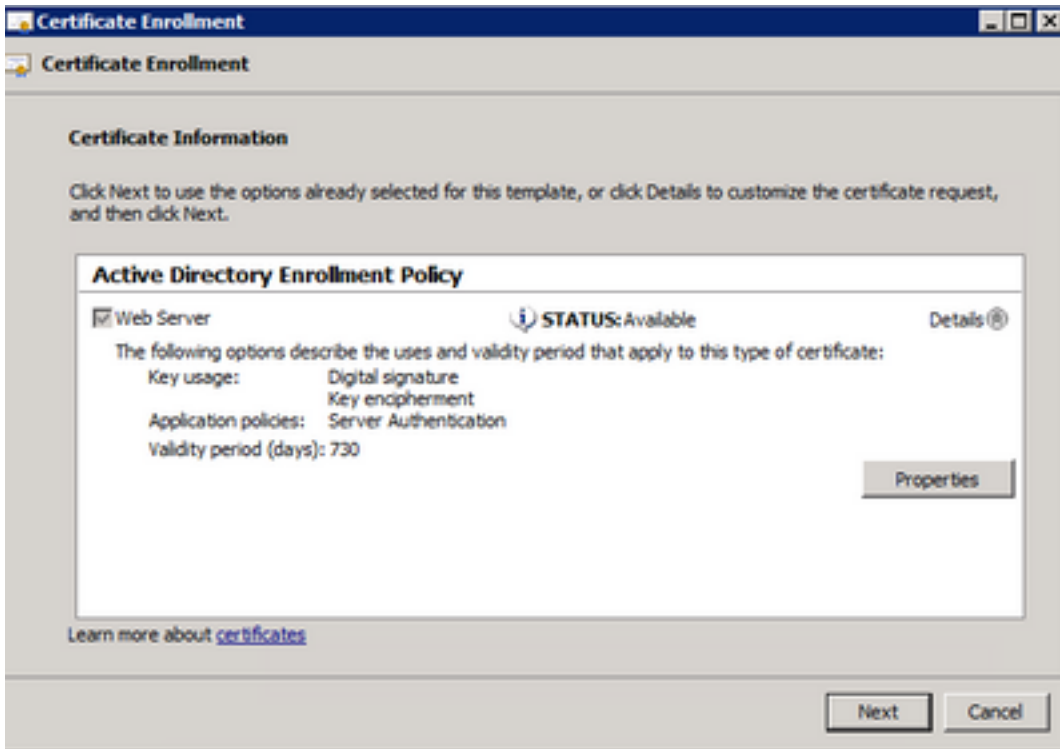 Certificate Enrollment
Certificate Enrollment
Certificate Information
Click Next to use the options already selected for this template, or click Details to customize the certificate request,
and then click Next.
Active Directory Enrollment Policy
Web Server STATUS: Available Details
The following options describe the uses and validity period that apply to this type of certificate:
Key usage: Digital signature
Key encipherment
Application policies: Server Authentication
Validity period (days): 730
Properties
Learn more about certificates
Next Cancel